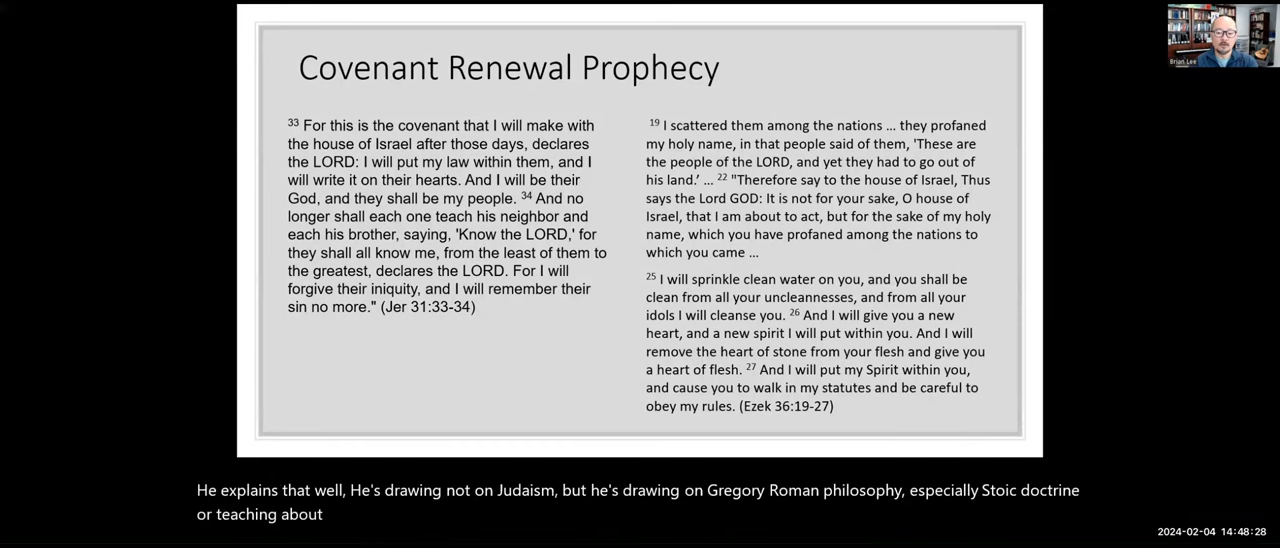 Covenant Renewal Prophecy
33 For this is the covenant that I will make with
the house of Israel after those days, declares
the LORD: I will put my law within them, and I
will write it on their hearts. And I will be their
God, and they shall be my people. 34 And no
longer shall each one teach his neighbor and
each his brother, saying, 'Know the LORD,' for
they shall all know me, from the least of them to
the greatest, declares the LORD. For I will
forgive their iniquity, and I will remember their
sin no more." (Jer 31:33-34)
19 I scattered them among the nations ... they profaned
my holy name, in that people said of them, 'These are
the people of the LORD, and yet they had to go out of
his land.' ... 22 "Therefore say to the house of Israel, Thus
says the Lord GOD: It is not for your sake, O house of
Israel, that I am about to act, but for the sake of my holy
name, which you have profaned among the nations to
which you came ...
25 I will sprinkle clean water on you, and you shall be
clean from all your uncleannesses, and from all your
idols I will cleanse you. 26 And I will give you a new
heart, and a new spirit I will put within you. And I will
remove the heart of stone from your flesh and give you
a heart of flesh. 27 And I will put my Spirit within you,
and cause you to walk in my statutes and be careful to
obey my rules. (Ezek 36:19-27)
Brian Lee
He explains that well, He's drawing not on Judaism, but he's drawing on Gregory Roman philosophy, especially Stoic doctrine
or teaching about
2024-02-04 14:48:28